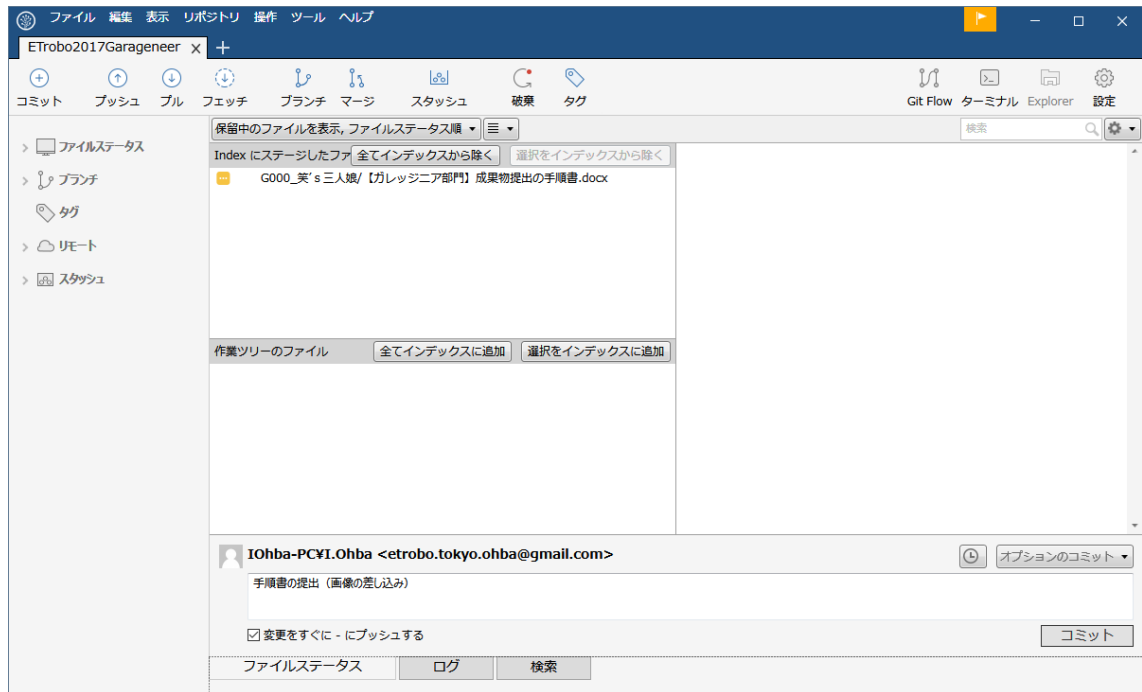 ファイル 編集 表示 リポジトリ 操作 ツール ヘルプ
ETrobo2017Garageneer
コミット プッシュ プル フェッチ ブランチ マージ スタッシュ 破棄 タグ Git Flow ターミナル Explorer 設定
保留中のファイルを表示, ファイルステータス順 検索
ファイルステータス
ブランチ
タグ
リモート
スタッシュ
Index にステージしたファ 全てインデックスから除く 選択をインデックスから除く
G000_笑’s三人娘/【ガレッジニア部門】成果物提出の手順書.docx
作業ツリーのファイル 全てインデックスに追加 選択をインデックスに追加
IOhba-PC¥I.Ohba <etrobo.tokyo.ohba@gmail.com> オプションのコミット
手順書の提出（画像の差し込み）
変更をすぐに - にプッシュする コミット
ファイルステータス ログ 検索